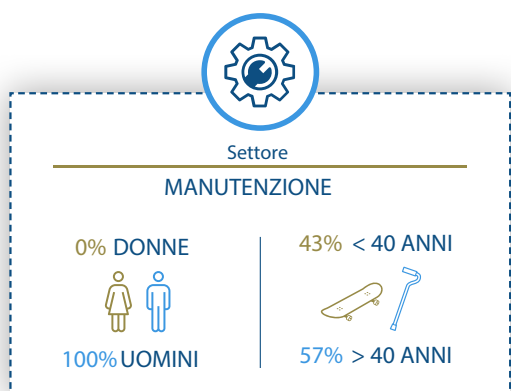 Settore
MANUTENZIONE
0% DONNE
100% UOMINI
43% < 40 ANNI
57% > 40 ANNI